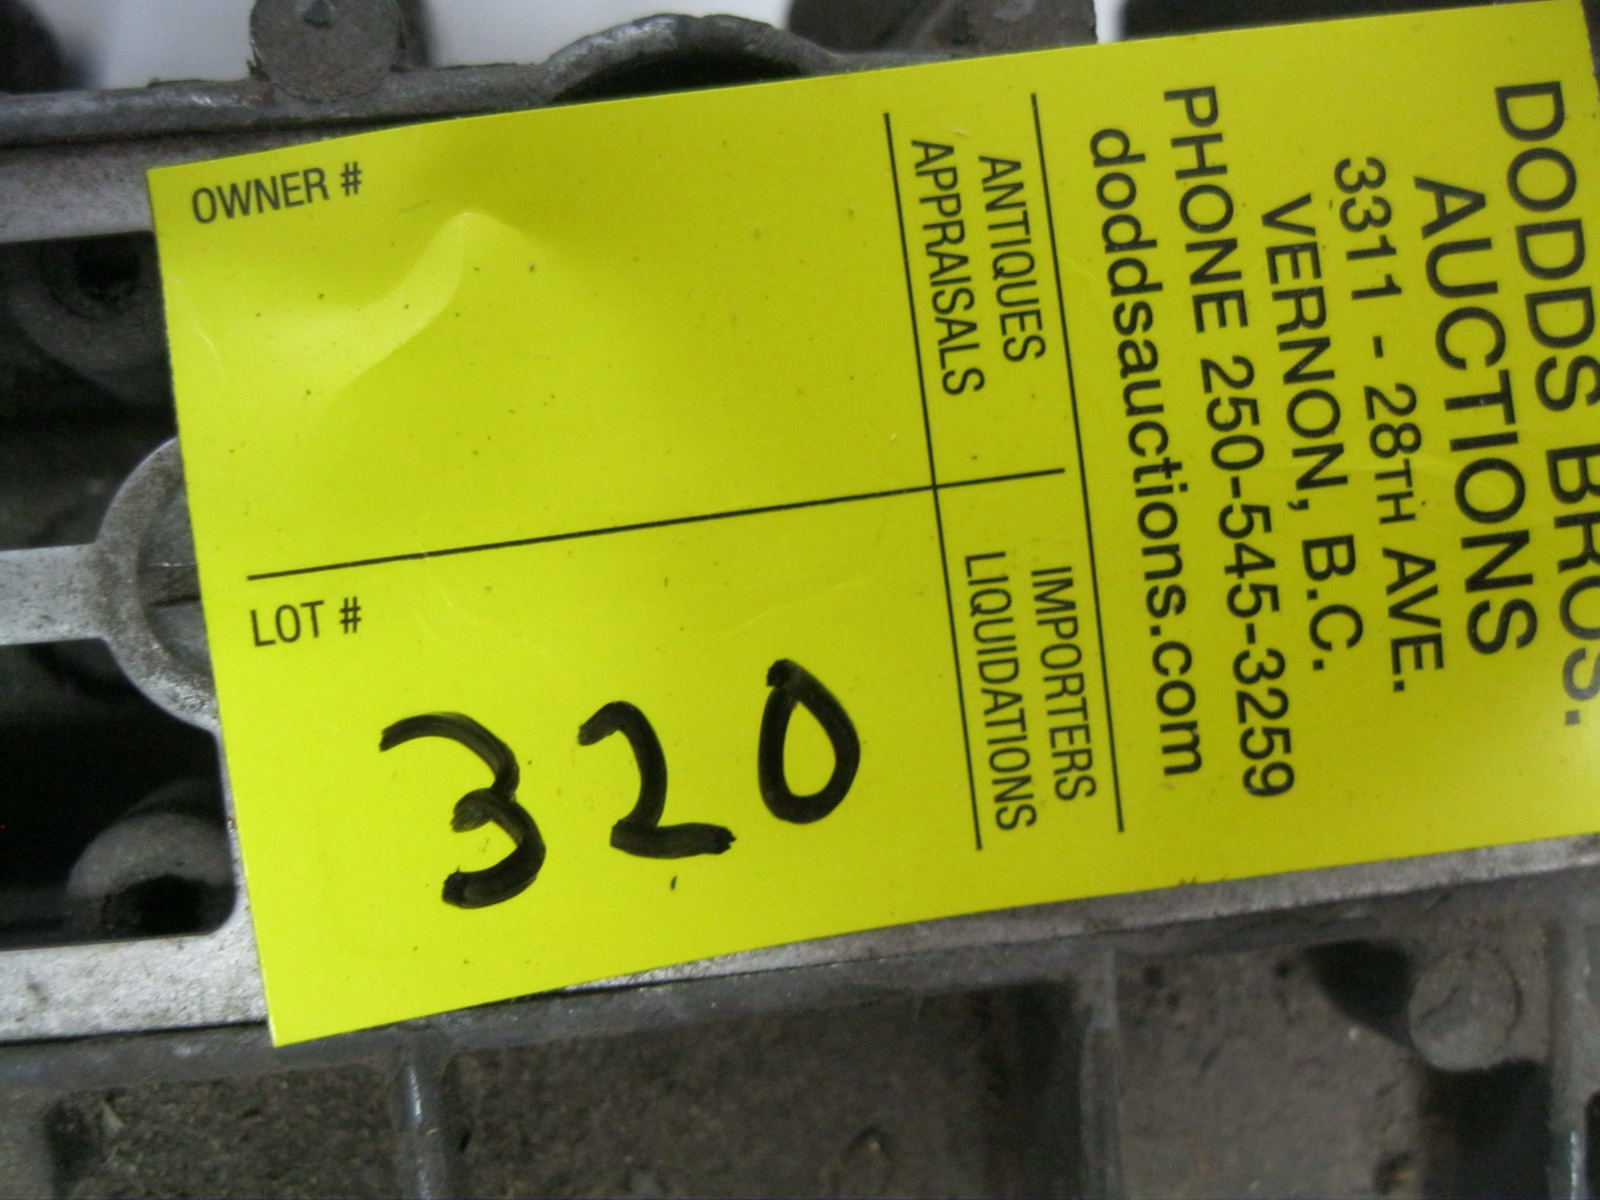 DODDS BROS.
AUCTIONS
3311 - 28TH AVE.
VERNON, B.C.
PHONE 250-545-3259
doddsauctions.com
ANTIQUES
APPRAISALS
IMPORTERS
LIQUIDATIONS
OWNER #
LOT #
320